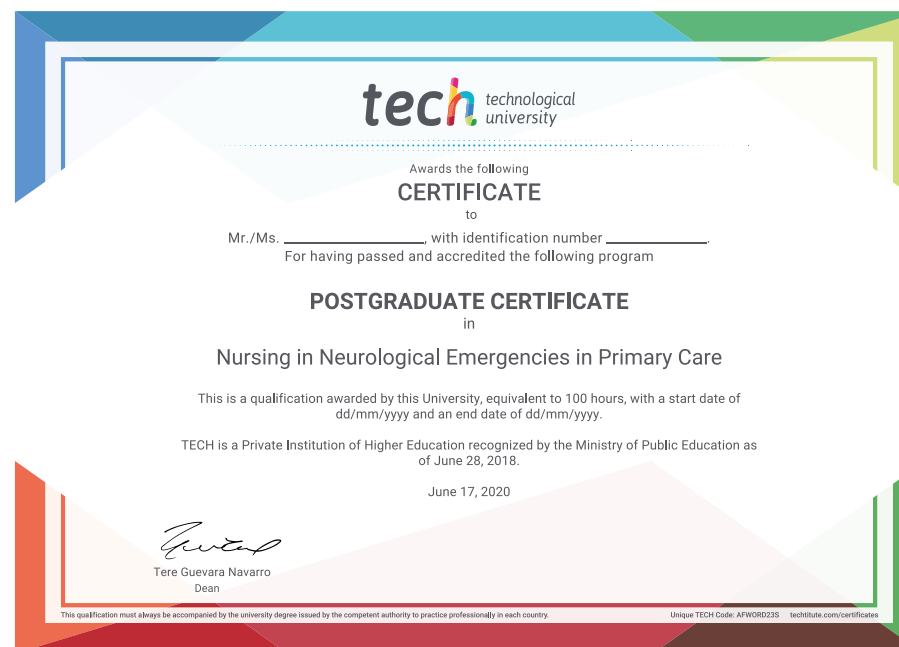 tech technological
university
Awards the following
CERTIFICATE
to
Mr./Ms. ____________________, with identification number ______________.
For having passed and accredited the following program
POSTGRADUATE CERTIFICATE
in
Nursing in Neurological Emergencies in Primary Care
This is a qualification awarded by this University, equivalent to 100 hours, with a start date of
dd/mm/yyyy and an end date of dd/mm/yyyy.
TECH is a Private Institution of Higher Education recognized by the Ministry of Public Education as
of June 28, 2018.
June 17, 2020
Tere Guevara Navarro
Dean
This qualification must always be accompanied by the university degree issued by the competent authority to practice professionally in each country. Unique TECH Code: AFWORD23S techtitute.com/certificates